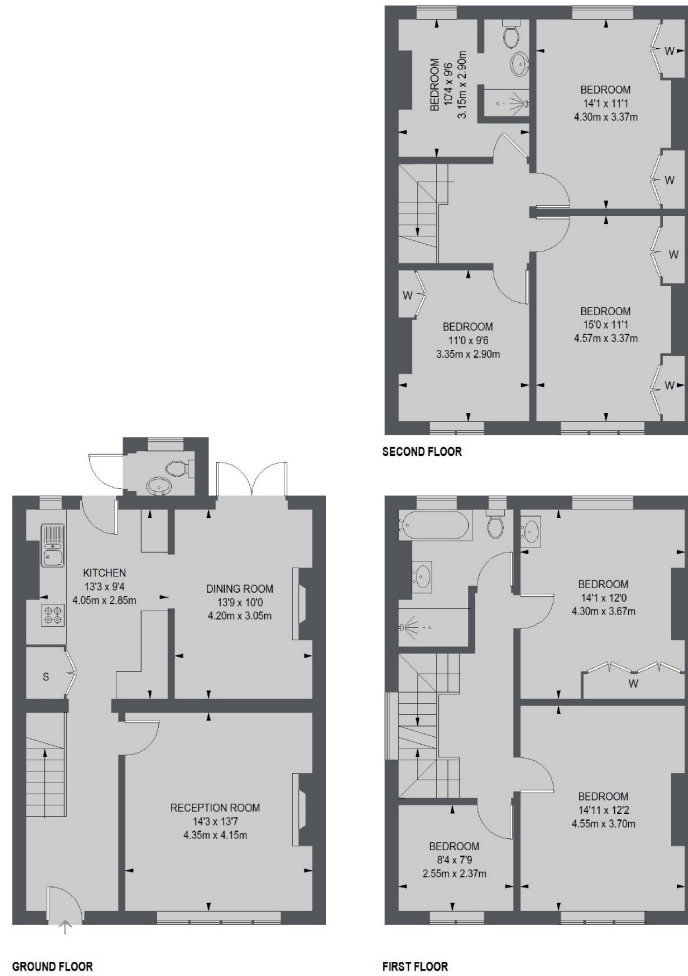 BEDROOM
10'4 x 9'6
3.15m x 2.90m
W
BEDROOM
14'1 x 11'1
4.30m x 3.37m
W
W
BEDROOM
15'0 x 11'1
4.57m x 3.37m
W
W
BEDROOM
11'0 x 9'6
3.35m x 2.90m
SECOND FLOOR
KITCHEN
13'3 x 9'4
4.05m x 2.85m
DINING ROOM
13'9 x 10'0
4.20m x 3.05m
S
RECEPTION ROOM
14'3 x 13'7
4.35m x 4.15m
GROUND FLOOR
BEDROOM
14'1 x 12'0
4.30m x 3.67m
W
BEDROOM
14'11 x 12'2
4.55m x 3.70m
BEDROOM
8'4 x 7'9
2.55m x 2.37m
FIRST FLOOR